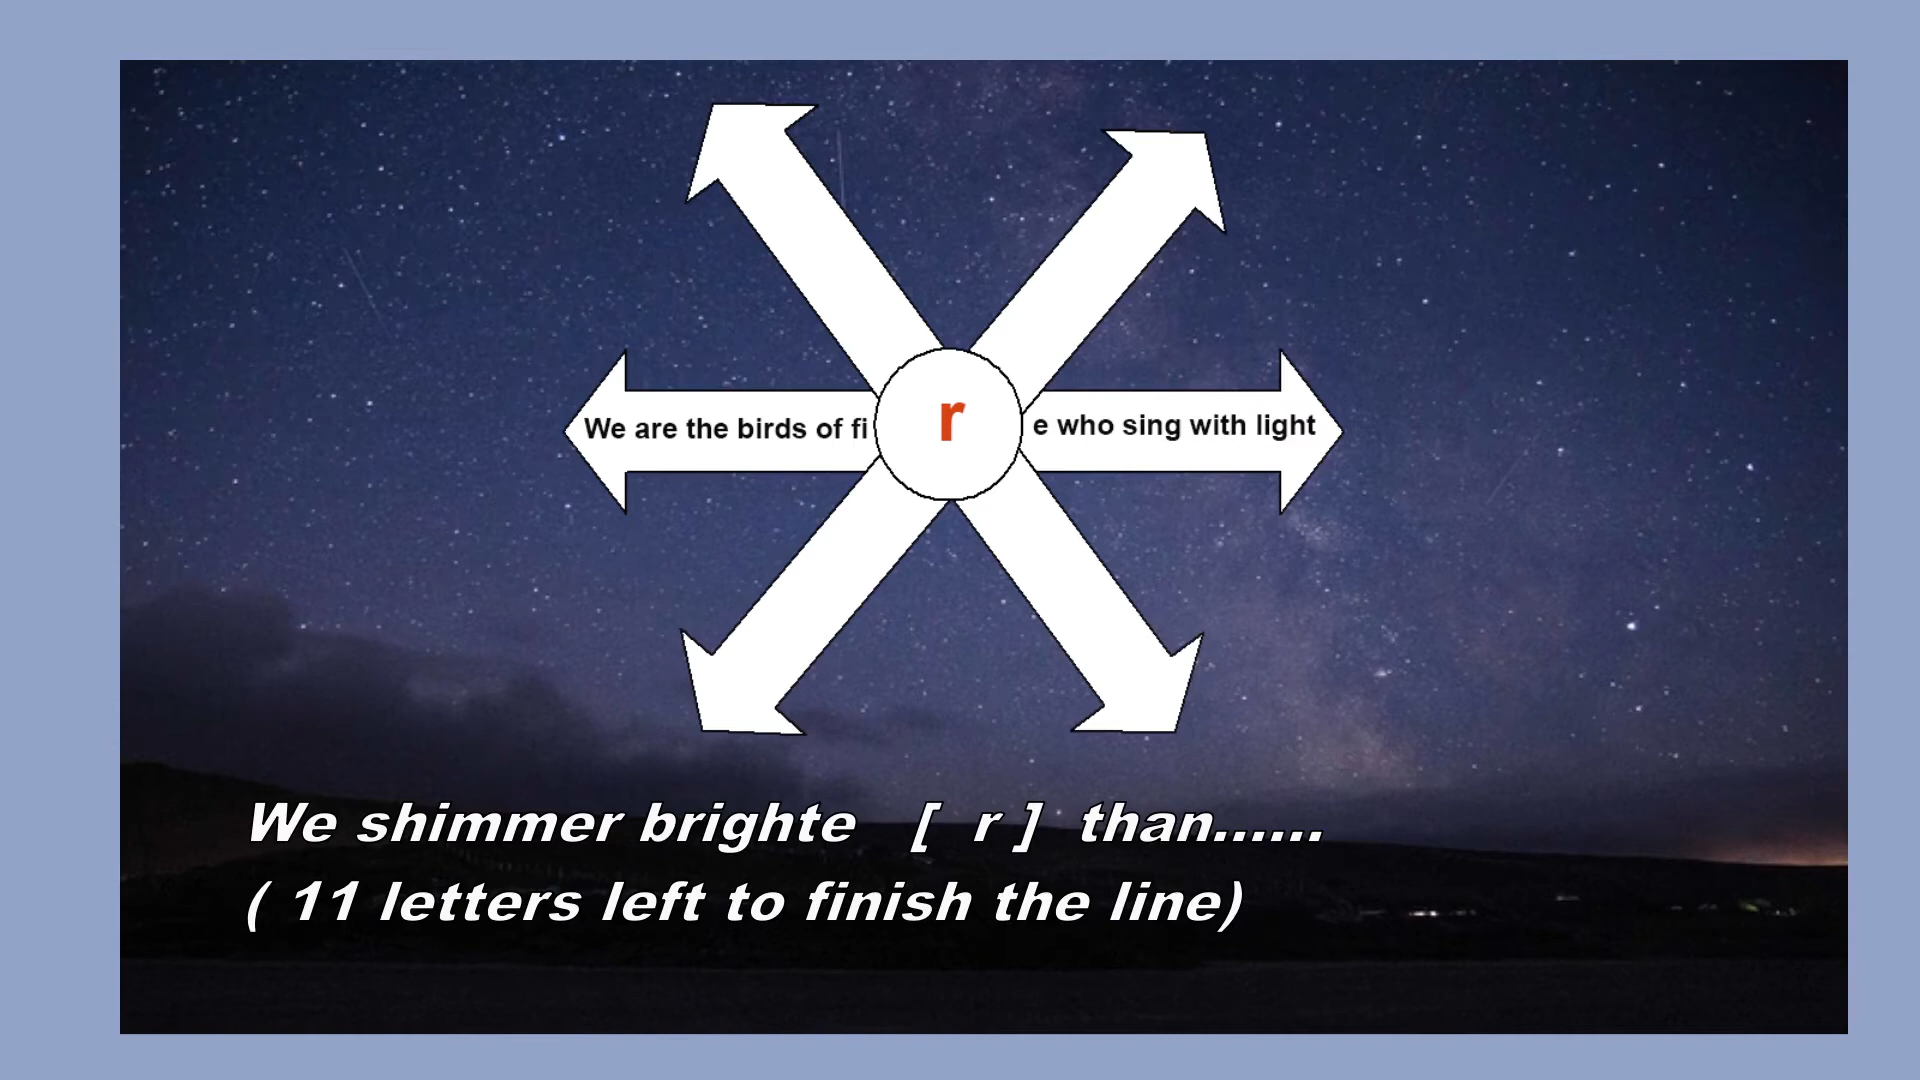 We are the birds of fi r e who sing with light
We shimmer brighte [ r ] than......
( 11 letters left to finish the line)